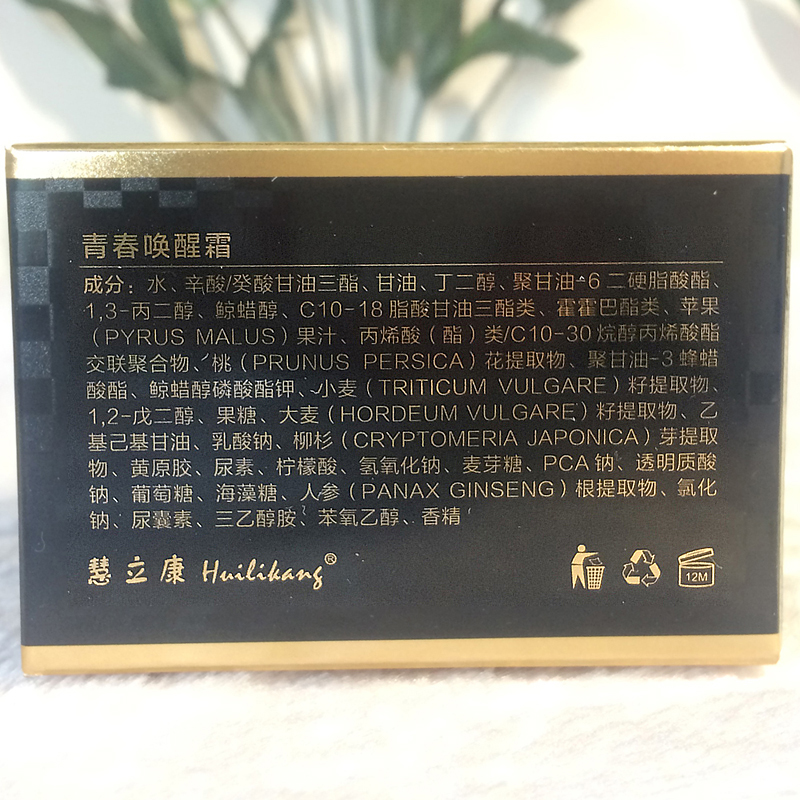 青春唤醒霜
成分：水、辛酸/癸酸甘油三酯、甘油、丁二醇、聚甘油-6 二硬脂酸酯、
1,3-丙二醇、鲸蜡醇、C10-18 脂酸甘油三酯类、霍霍巴酯类、苹果
（PYRUS MALUS）果汁、丙烯酸（酯）类/C10-30 烷醇丙烯酸酯
交联聚合物、桃（PRUNUS PERSICA）花提取物、聚甘油-3 蜂蜡
酸酯、鲸蜡醇磷酸酯钾、小麦（TRITICUM VULGARE）籽提取物、
1,2-戊二醇、果糖、大麦（HORDEUM VULGARE）籽提取物、乙
基己基甘油、乳酸钠、柳杉（CRYPTOMERIA JAPONICA）芽提取
物、黄原胶、尿素、柠檬酸、氢氧化钠、麦芽糖、PCA 钠、透明质酸
钠、葡萄糖、海藻糖、人参（PANAX GINSENG）根提取物、氯化
钠、尿囊素、三乙醇胺、苯氧乙醇、香精
慧立康 Huilikang®
12M